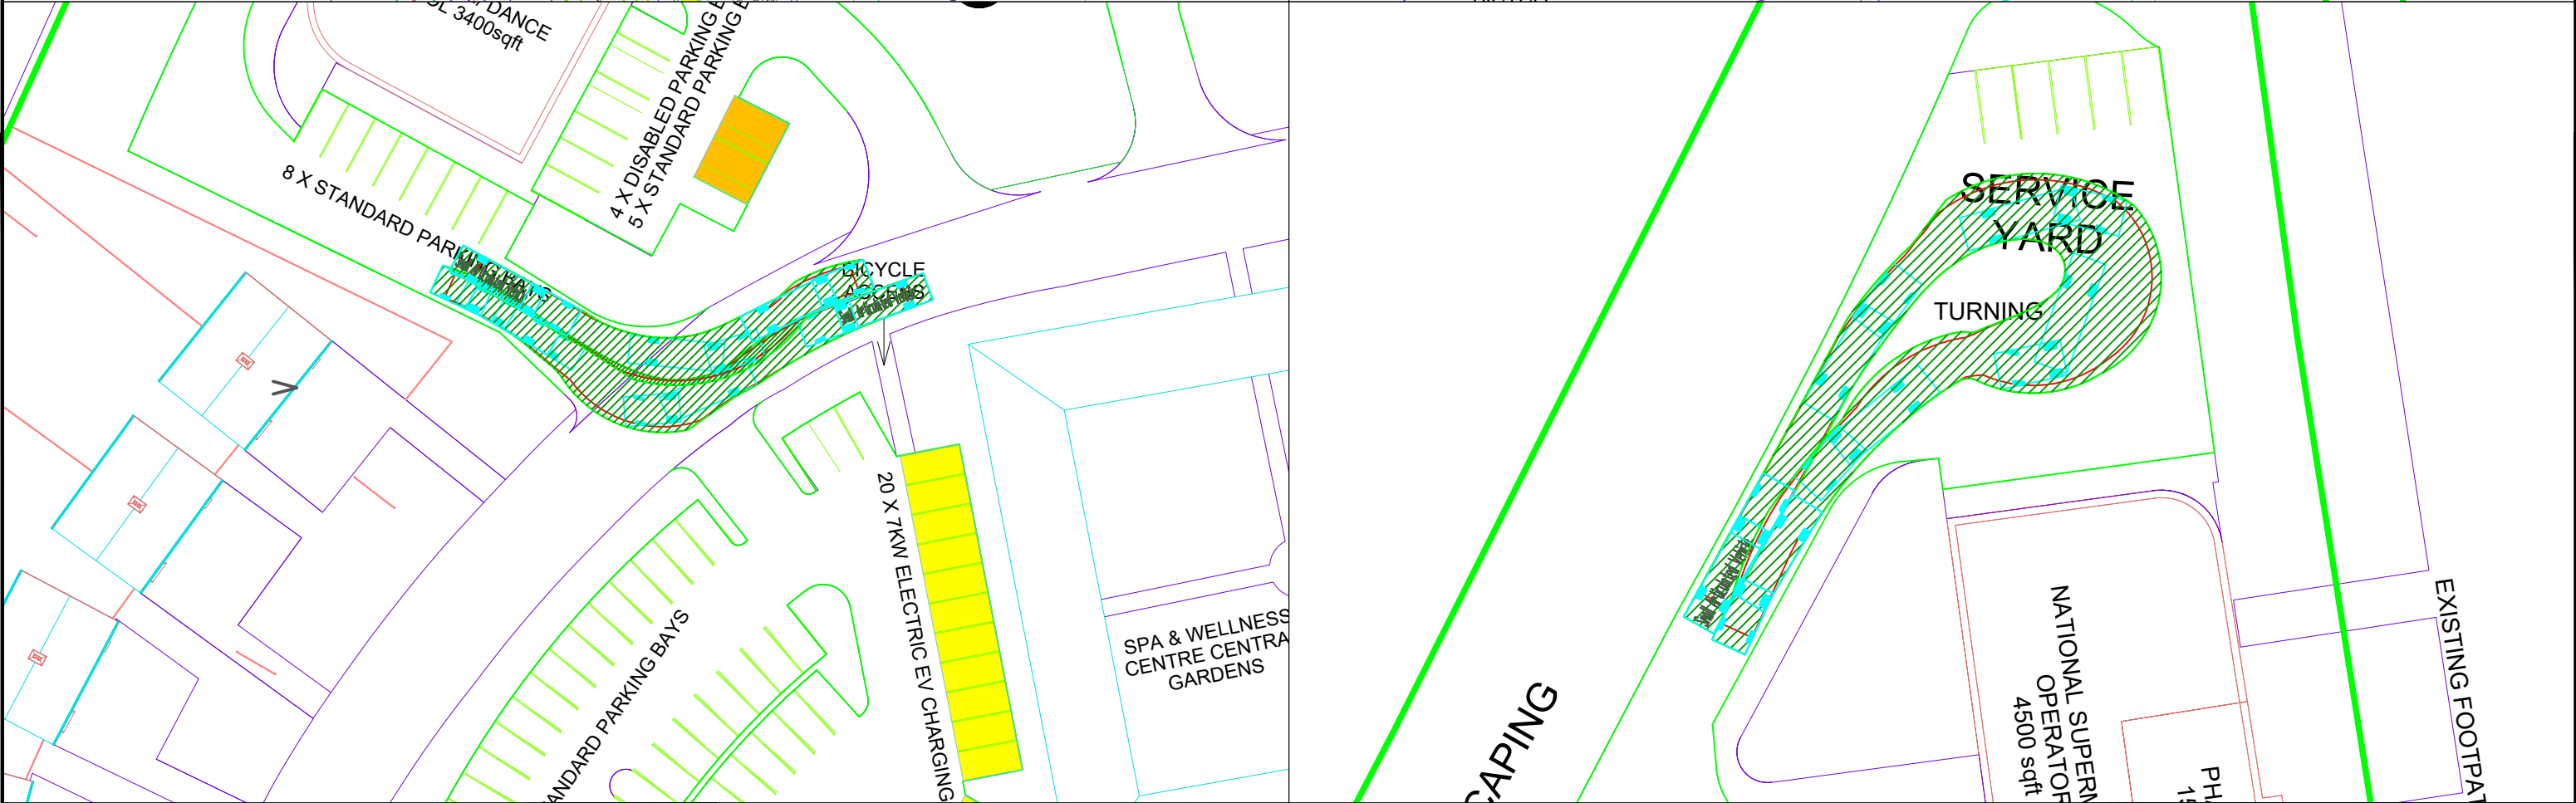 DANCE
3400sqft
8 X STANDARD PARKING BAYS
4 X DISABLED PARKING
5 X STANDARD PARKING
BICYCLE
ACCESS
20 X 7KW ELECTRIC EV CHARGING
PARKING BAYS
SPA & WELLNESS
CENTRE CENTRA
GARDENS
SERVICE
YARD
TURNING
CAPING
NATIONAL SUPERM
OPERATOR
4500 sqft
EXISTING FOOTPAT